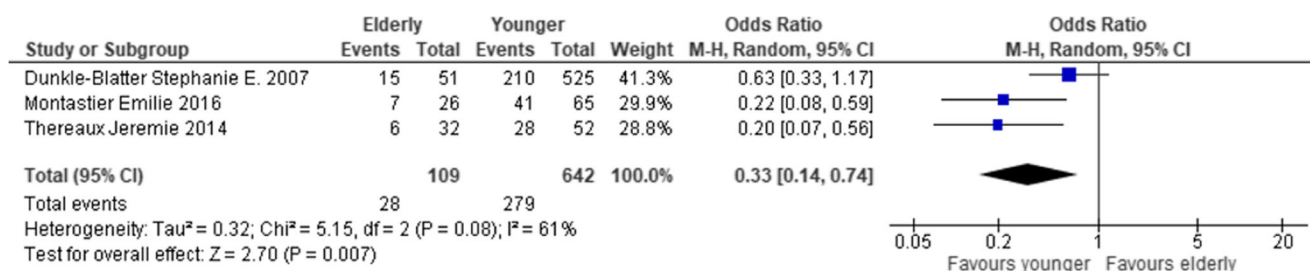 Elderly Younger Odds Ratio Odds Ratio
Study or Subgroup Events Total Events Total Weight M-H, Random, 95% CI M-H, Random, 95% CI
Dunkle-Blatter Stephanie E. 2007 15 51 210 525 41.3% 0.63 [0.33, 1.17]
Montastier Emilie 2016 7 26 41 65 29.9% 0.22 [0.08, 0.59]
Thereaux Jeremie 2014 6 32 28 52 28.8% 0.20 [0.07, 0.56]
Total (95% CI) 109 642 100.0% 0.33 [0.14, 0.74]
Total events 28 279
Heterogeneity: Tau² = 0.32; Chi² = 5.15, df = 2 (P = 0.08); I² = 61%
Test for overall effect: Z = 2.70 (P = 0.007)
0.05 0.2 1 5 20
Favours younger Favours elderly